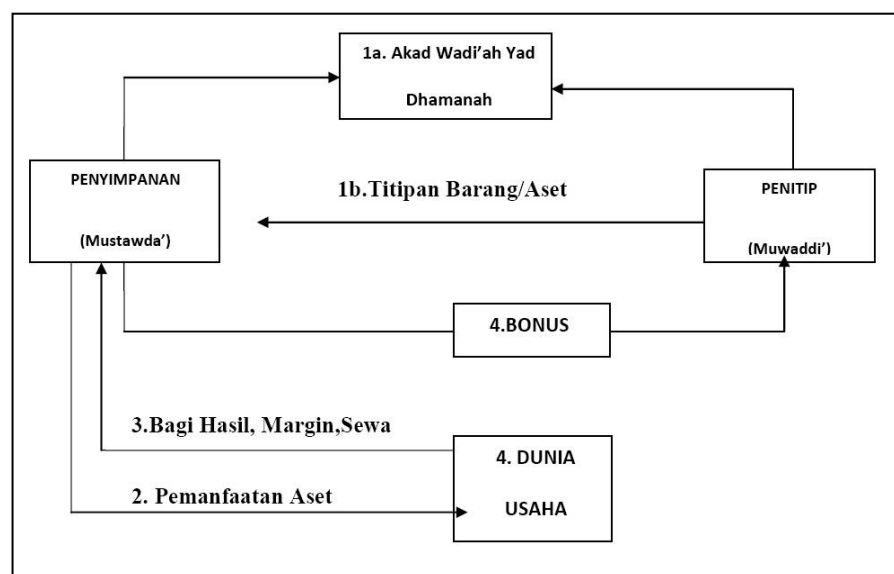 1a. Akad Wadi’ah Yad
Dhamanah
PENYIMPANAN
(Mustawda’)
1b.Titipan Barang/Aset
PENITIP
(Muwaddi’)
4.BONUS
3.Bagi Hasil, Margin,Sewa
4. DUNIA
USAHA
2. Pemanfaatan Aset